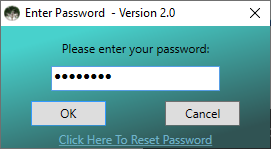 Enter Password - Version 2.0
Please enter your password:
••••••••
OK Cancel
Click Here To Reset Password